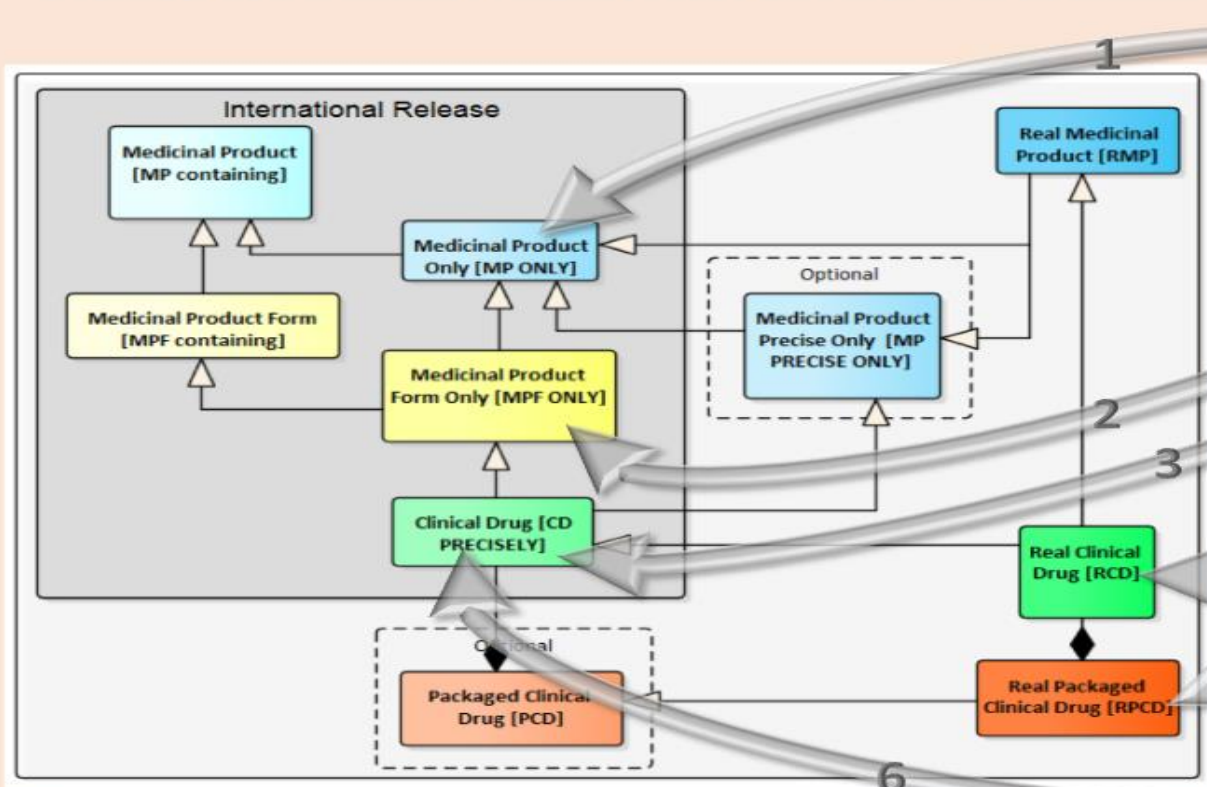 1
International Release
Medicinal Product
[MP containing]
Real Medicinal
Product [RMP]
Medicinal Product
Only [MP ONLY]
Optional
Medicinal Product Form
[MPF containing]
Medicinal Product
Precise Only [MP
PRECISE ONLY]
Medicinal Product
Form Only [MPF ONLY]
2
3
Clinical Drug [CD
PRECISELY]
Real Clinical
Drug [RCD]
Optional
Packaged Clinical
Drug [PCD]
Real Packaged
Clinical Drug [RPCD]
6